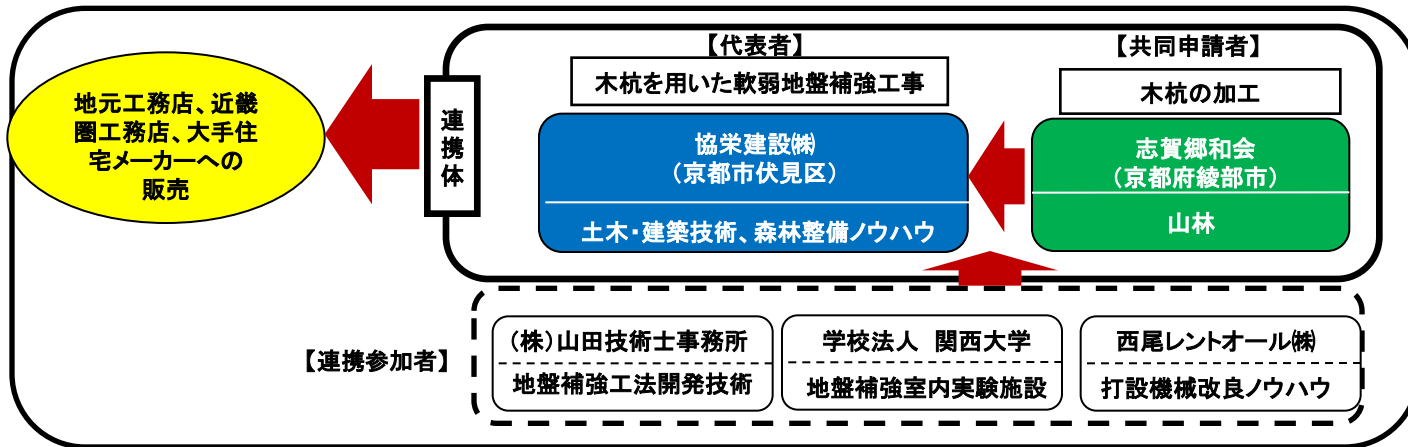 【代表者】
【共同申請者】
木杭を用いた軟弱地盤補強工事
木杭の加工
地元工務店、近畿
圏工務店、大手住
宅メーカーへの
販売
連携体
協栄建設㈱
（京都市伏見区）
土木・建築技術、森林整備ノウハウ
志賀郷和会
（京都府綾部市）
山林
【連携参加者】
（株）山田技術士事務所
地盤補強工法開発技術
学校法人　関西大学
地盤補強室内実験施設
西尾レントオール㈱
打設機械改良ノウハウ